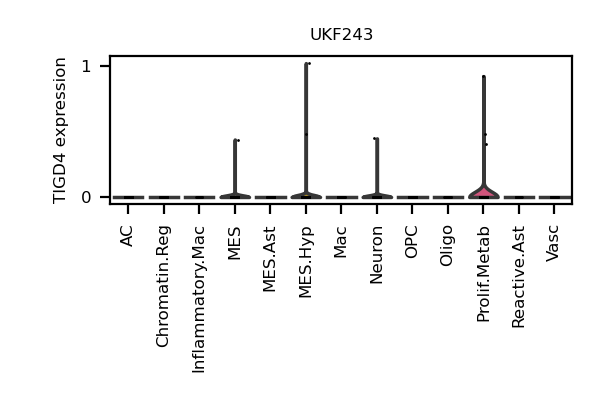 UKF243
TIGD4 expression
1
0
AC
Chromatin.Reg
Inflammatory.Mac
MES
MES.Ast
MES.Hyp
Mac
Neuron
OPC
Oligo
Prolif.Metab
Reactive.Ast
Vasc